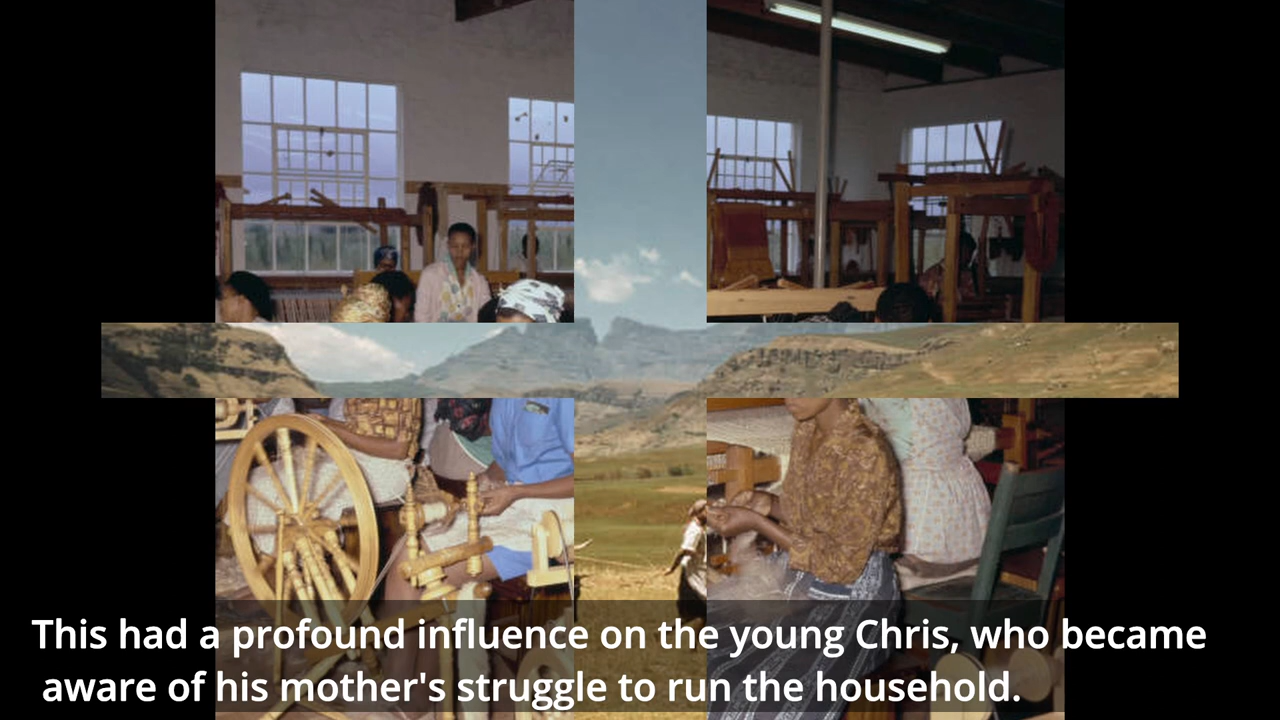 This had a profound influence on the young Chris, who became
aware of his mother's struggle to run the household.